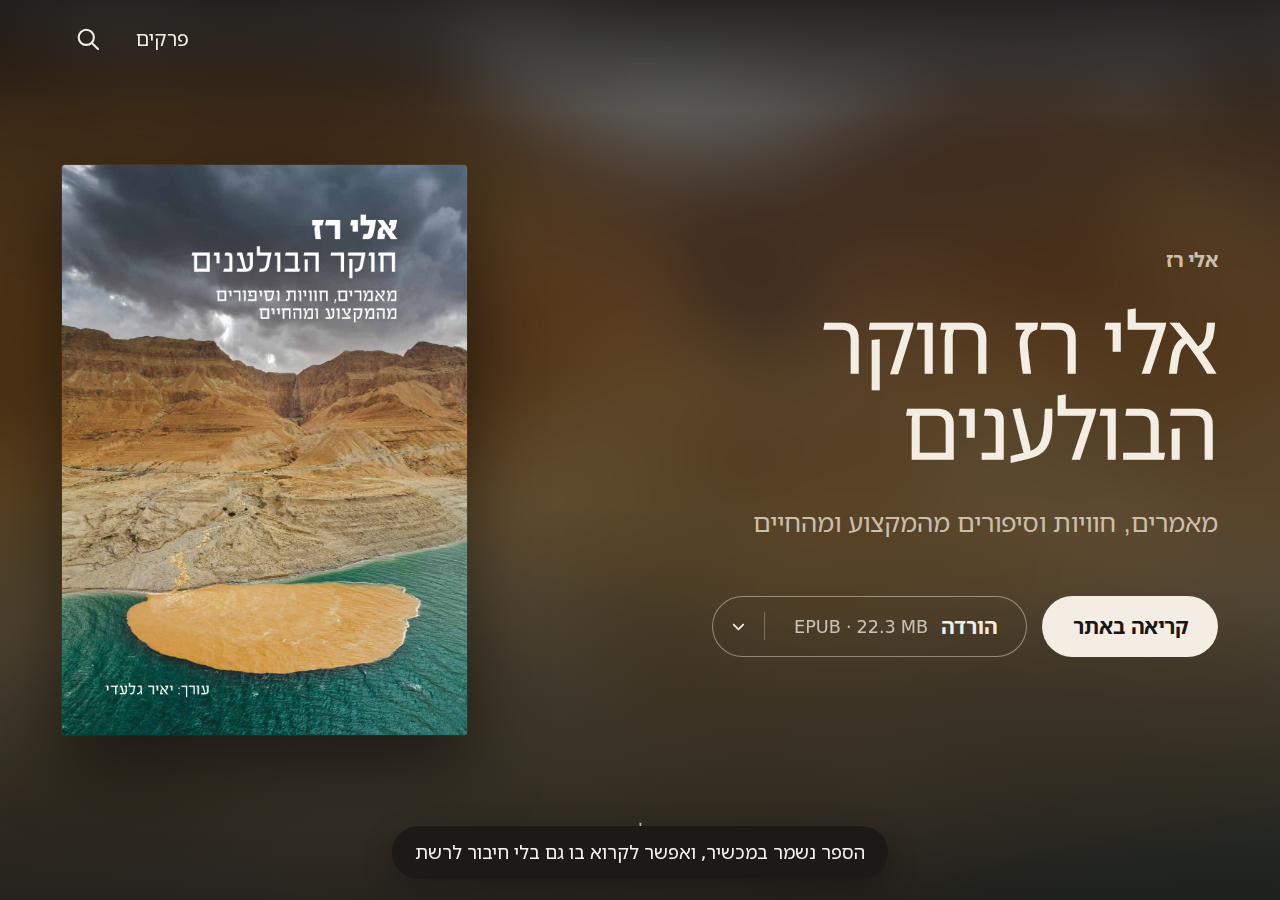 פרקים
אלי רז
חוקר הבולענים
מאמרים, חוויות וסיפורים
מהמקצוע ומהחיים
עורך: יאיר גלעדי
אלי רז
אלי רז חוקר
הבולענים
מאמרים, חוויות וסיפורים מהמקצוע ומהחיים
קריאה באתר
הורדה EPUB · 22.3 MB
הספר נשמר במכשיר, ואפשר לקרוא בו גם בלי חיבור לרשת